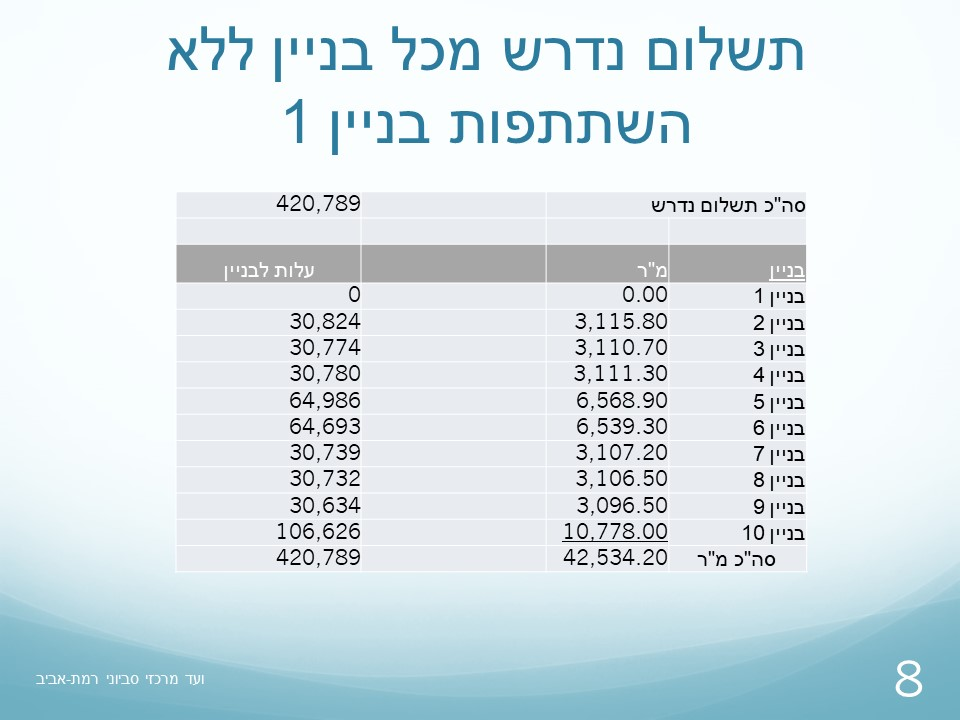 תשלום נדרש מכל בניין ללא
השתתפות בניין 1
סה"כ תשלום נדרש 420,789
בניין מ"ר עלות לבניין
בניין 1 0.00 0
בניין 2 3,115.80 30,824
בניין 3 3,110.70 30,774
בניין 4 3,111.30 30,780
בניין 5 6,568.90 64,986
בניין 6 6,539.30 64,693
בניין 7 3,107.20 30,739
בניין 8 3,106.50 30,732
בניין 9 3,096.50 30,634
בניין 10 10,778.00 106,626
סה"כ מ"ר 42,534.20 420,789
ועד מרכזי סביוני רמת-אביב
8